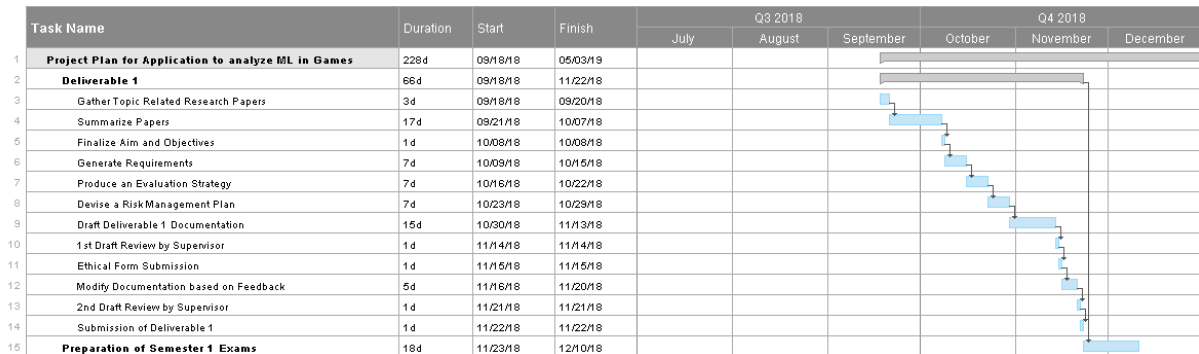 Task Name Duration Start Finish Q3 2018 Q4 2018
July August September October November December
1 Project Plan for Application to analyze ML in Games 228d 09/18/18 05/03/19
2 Deliverable 1 66d 09/18/18 11/22/18
3 Gather Topic Related Research Papers 3d 09/18/18 09/20/18
4 Summarize Papers 17d 09/21/18 10/07/18
5 Finalize Aim and Objectives 1d 10/08/18 10/08/18
6 Generate Requirements 7d 10/09/18 10/15/18
7 Produce an Evaluation Strategy 7d 10/16/18 10/22/18
8 Devise a Risk Management Plan 7d 10/23/18 10/29/18
9 Draft Deliverable 1 Documentation 15d 10/30/18 11/13/18
10 1st Draft Review by Supervisor 1d 11/14/18 11/14/18
11 Ethical Form Submission 1d 11/15/18 11/15/18
12 Modify Documentation based on Feedback 5d 11/16/18 11/20/18
13 2nd Draft Review by Supervisor 1d 11/21/18 11/21/18
14 Submission of Deliverable 1 1d 11/22/18 11/22/18
15 Preparation of Semester 1 Exams 18d 11/23/18 12/10/18